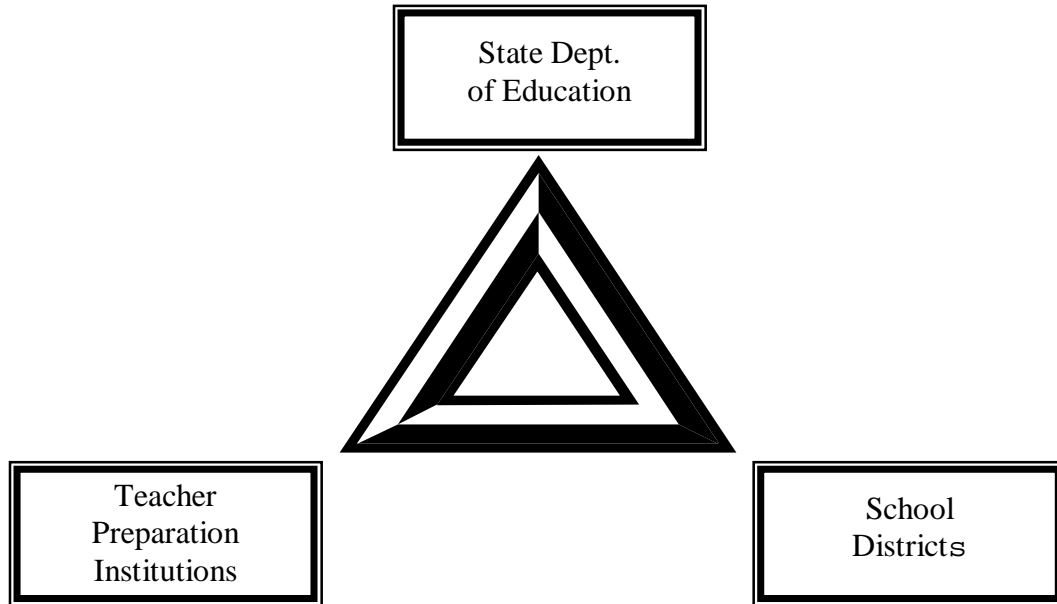 State Dept.
of Education
Teacher
Preparation
Institutions
School
Districts